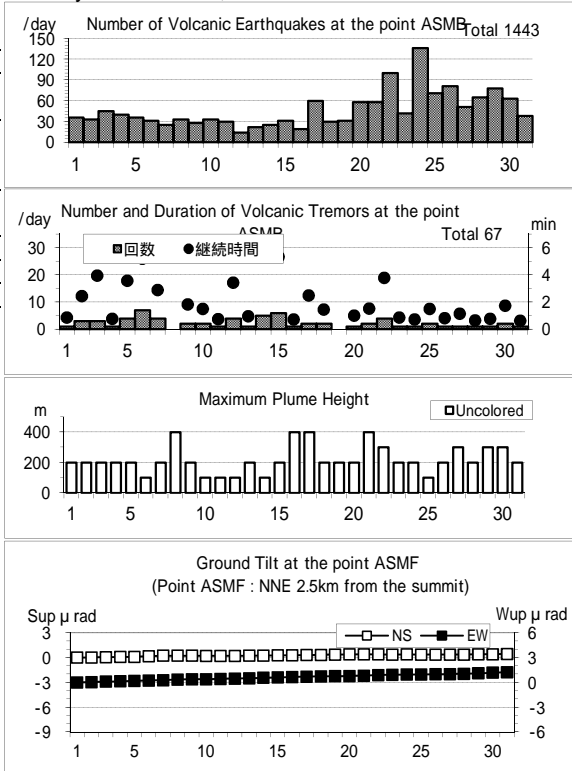 /day Number of Volcanic Earthquakes at the point ASMB Total 1443
150
120
90
60
30
0
1 5 10 15 20 25 30
/day Number and Duration of Volcanic Tremors at the point ASMB Total 67 min
回数 継続時間
30 6
20 4
10 2
0 0
1 5 10 15 20 25 30
Maximum Plume Height
m Uncolored
400
200
0
1 5 10 15 20 25 30
Ground Tilt at the point ASMF
(Point ASMF : NNE 2.5km from the summit)
Sup μ rad Wup μ rad
NS EW
3 6
0 3
-3 0
-6 -3
-9 -6
1 5 10 15 20 25 30